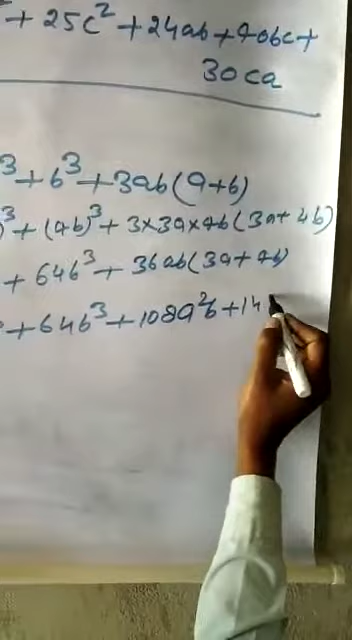 + 25c² + 24ab + 40bc +
30ca
3 + b³ + 3ab(a+b)
)³ + (4b)³ + 3×3a×4b(3a+4b)
+ 64b³ + 36ab(3a+4b)
+ 64b³ + 108a²b + 14